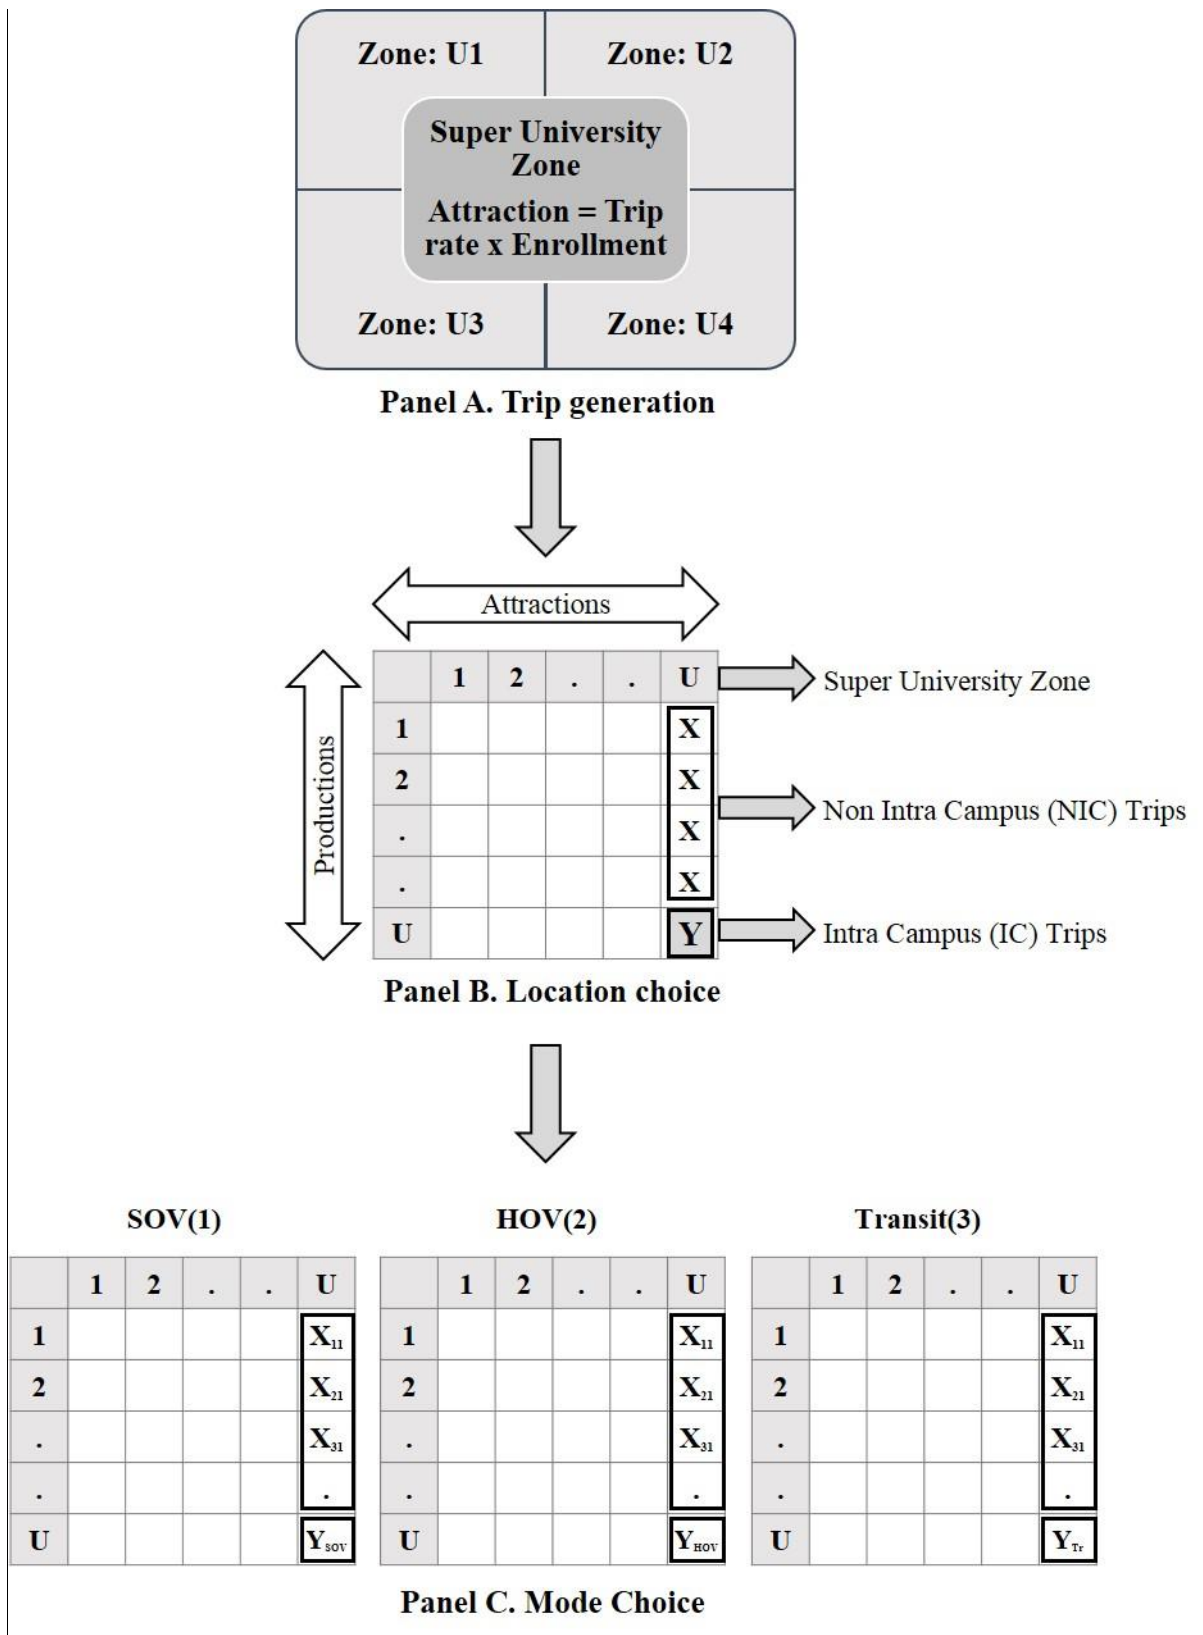 Zone: U1 Zone: U2
Super University
Zone
Attraction = Trip
rate x Enrollment
Zone: U3 Zone: U4
Panel A. Trip generation
Attractions
Productions
1 2 . . U
Super University Zone
1 X
2 X
Non Intra Campus (NIC) Trips
. X
. X
U Y
Intra Campus (IC) Trips
Panel B. Location choice
SOV(1) HOV(2) Transit(3)
1 2 . . U 1 2 . . U 1 2 . . U
1 X11 1 X11 1 X11
2 X21 2 X21 2 X21
. X31 . X31 . X31
. . . . . .
U YSOV U YHOV U YTr
Panel C. Mode Choice